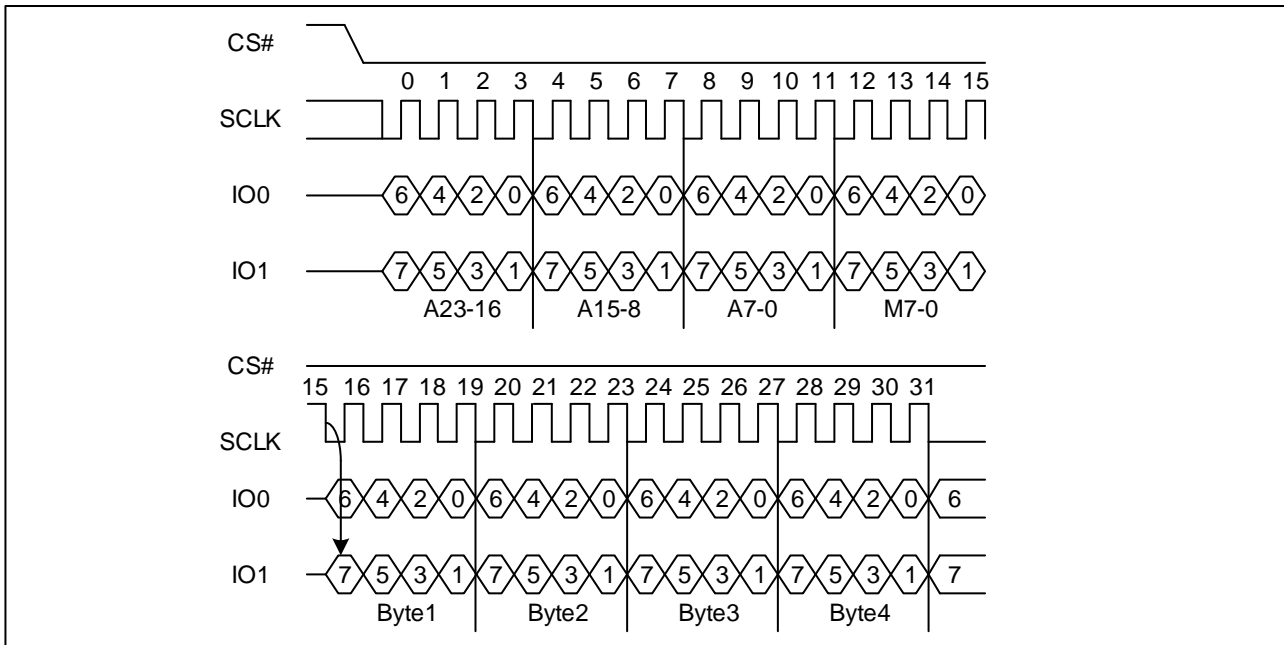 CS#
0 1 2 3 4 5 6 7 8 9 10 11 12 13 14 15
SCLK
IO0 6 4 2 0 6 4 2 0 6 4 2 0 6 4 2 0
IO1 7 5 3 1 7 5 3 1 7 5 3 1 7 5 3 1
A23-16 A15-8 A7-0 M7-0
CS#
15 16 17 18 19 20 21 22 23 24 25 26 27 28 29 30 31
SCLK
IO0 6 4 2 0 6 4 2 0 6 4 2 0 6 4 2 0 6
IO1 7 5 3 1 7 5 3 1 7 5 3 1 7 5 3 1 7
Byte1 Byte2 Byte3 Byte4